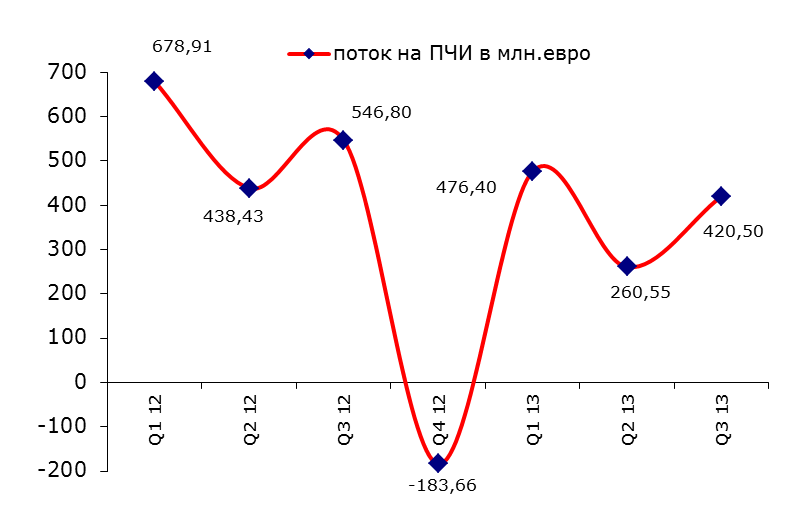 678,91
поток на ПЧИ в млн.евро
700
600
546,80
500
476,40
400
438,43
420,50
300
260,55
200
100
0
-100
-200
Q1 12
Q2 12
Q3 12
Q4 12
Q1 13
Q2 13
Q3 13
-183,66